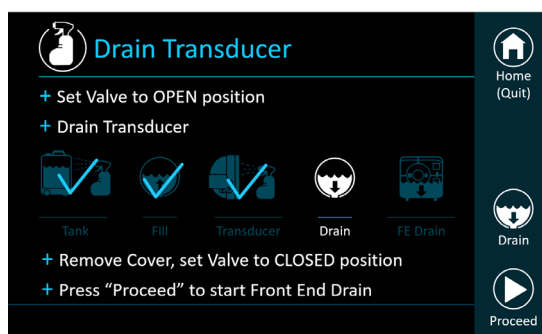 Drain Transducer
+ Set Valve to OPEN position
+ Drain Transducer
Tank
Fill
Transducer
Drain
FE Drain
+ Remove Cover, set Valve to CLOSED position
+ Press “Proceed” to start Front End Drain
Home
(Quit)
Drain
Proceed